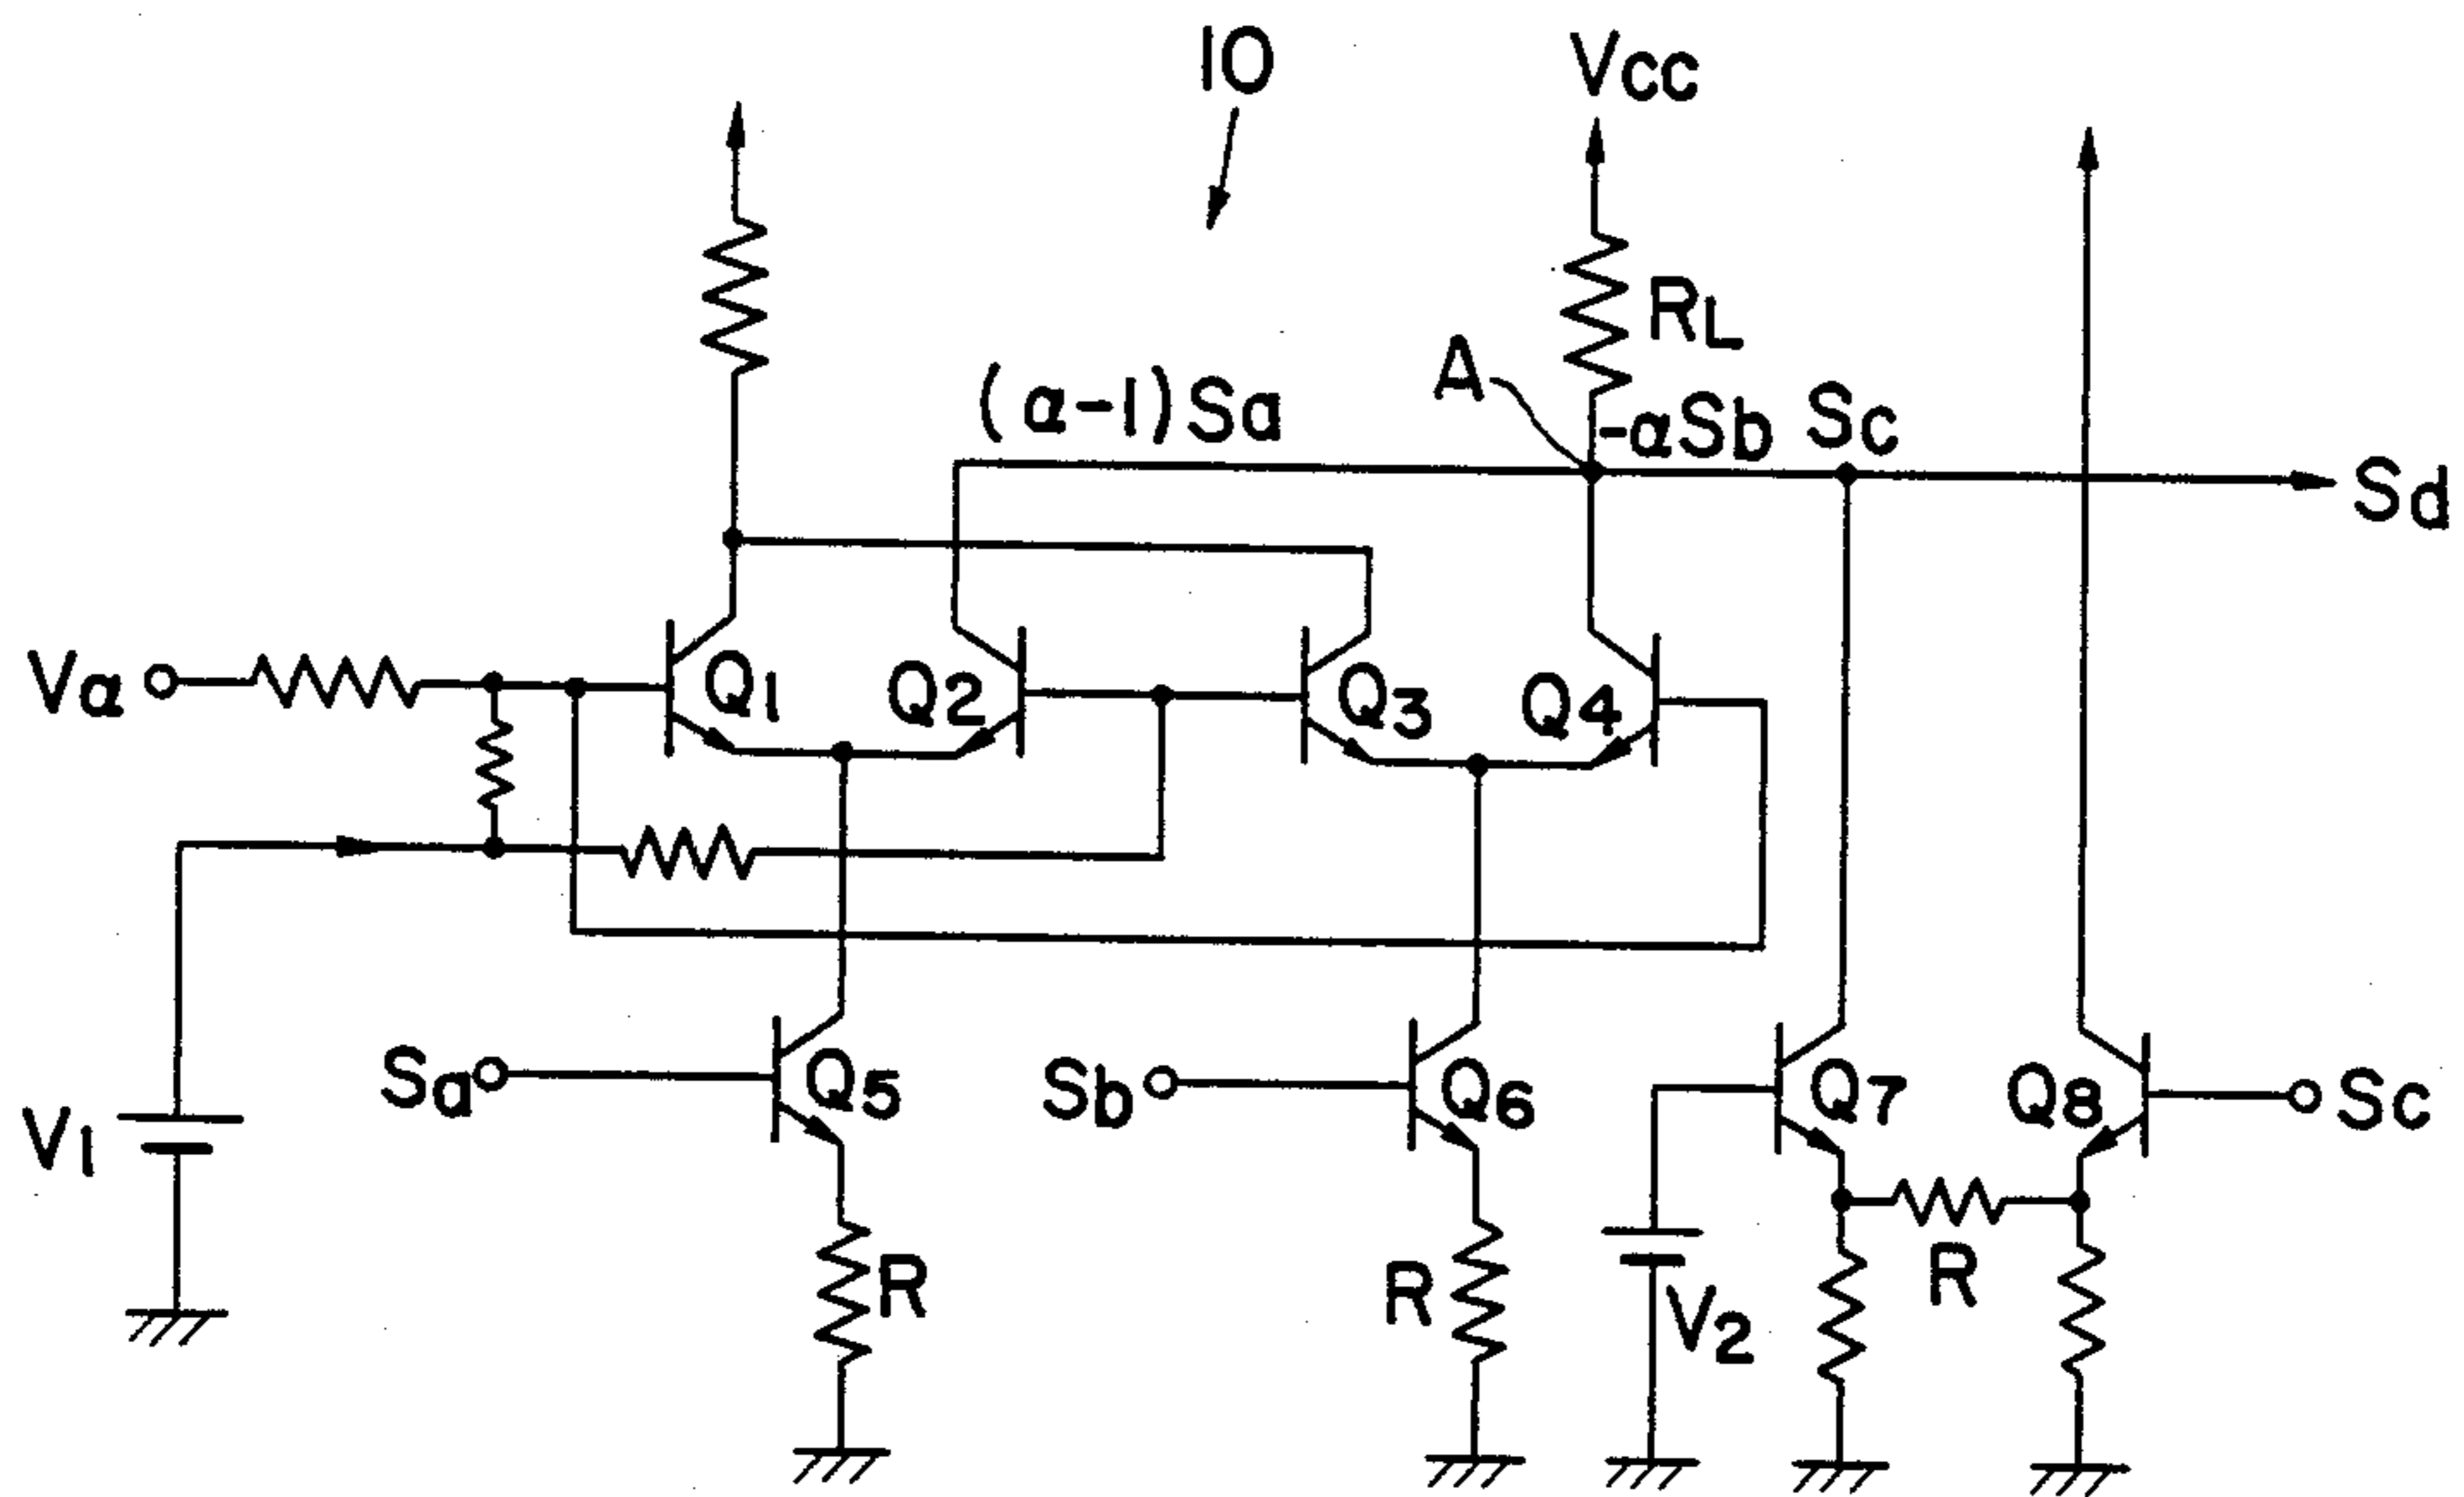 10
Vcc
RL
A
(α-1)Sa
-αSb
Sc
Sd
Vα
Q1
Q2
Q3
Q4
Sa
Q5
Sb
Q6
Q7
Q8
Sc
V1
R
R
V2
R